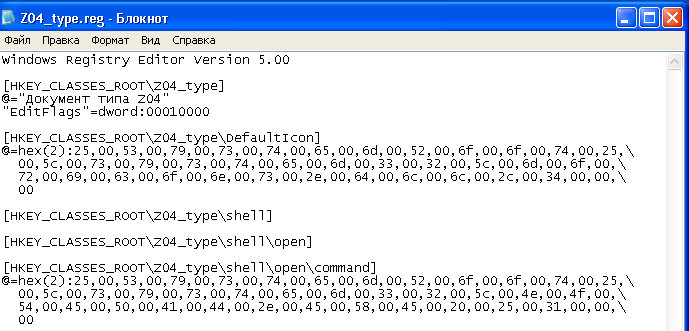 Z04_type.reg - Блокнот
Файл Правка Формат Вид Справка
Windows Registry Editor Version 5.00
[HKEY_CLASSES_ROOT\Z04_type]
@="Документ типа Z04"
"EditFlags"=dword:00010000
[HKEY_CLASSES_ROOT\Z04_type\DefaultIcon]
@=hex(2):25,00,53,00,79,00,73,00,74,00,65,00,6d,00,52,00,6f,00,6f,00,74,00,25,\
00,5c,00,73,00,79,00,73,00,74,00,65,00,6d,00,33,00,32,00,5c,00,6d,00,6f,00,\
72,00,69,00,63,00,6f,00,6e,00,73,00,2e,00,64,00,6c,00,6c,00,2c,00,34,00,00,\
00
[HKEY_CLASSES_ROOT\Z04_type\shell]
[HKEY_CLASSES_ROOT\Z04_type\shell\open]
[HKEY_CLASSES_ROOT\Z04_type\shell\open\command]
@=hex(2):25,00,53,00,79,00,73,00,74,00,65,00,6d,00,52,00,6f,00,6f,00,74,00,25,\
00,5c,00,73,00,79,00,73,00,74,00,65,00,6d,00,33,00,32,00,5c,00,4e,00,4f,00,\
54,00,45,00,50,00,41,00,44,00,2e,00,45,00,58,00,45,00,20,00,25,00,31,00,00,\
00